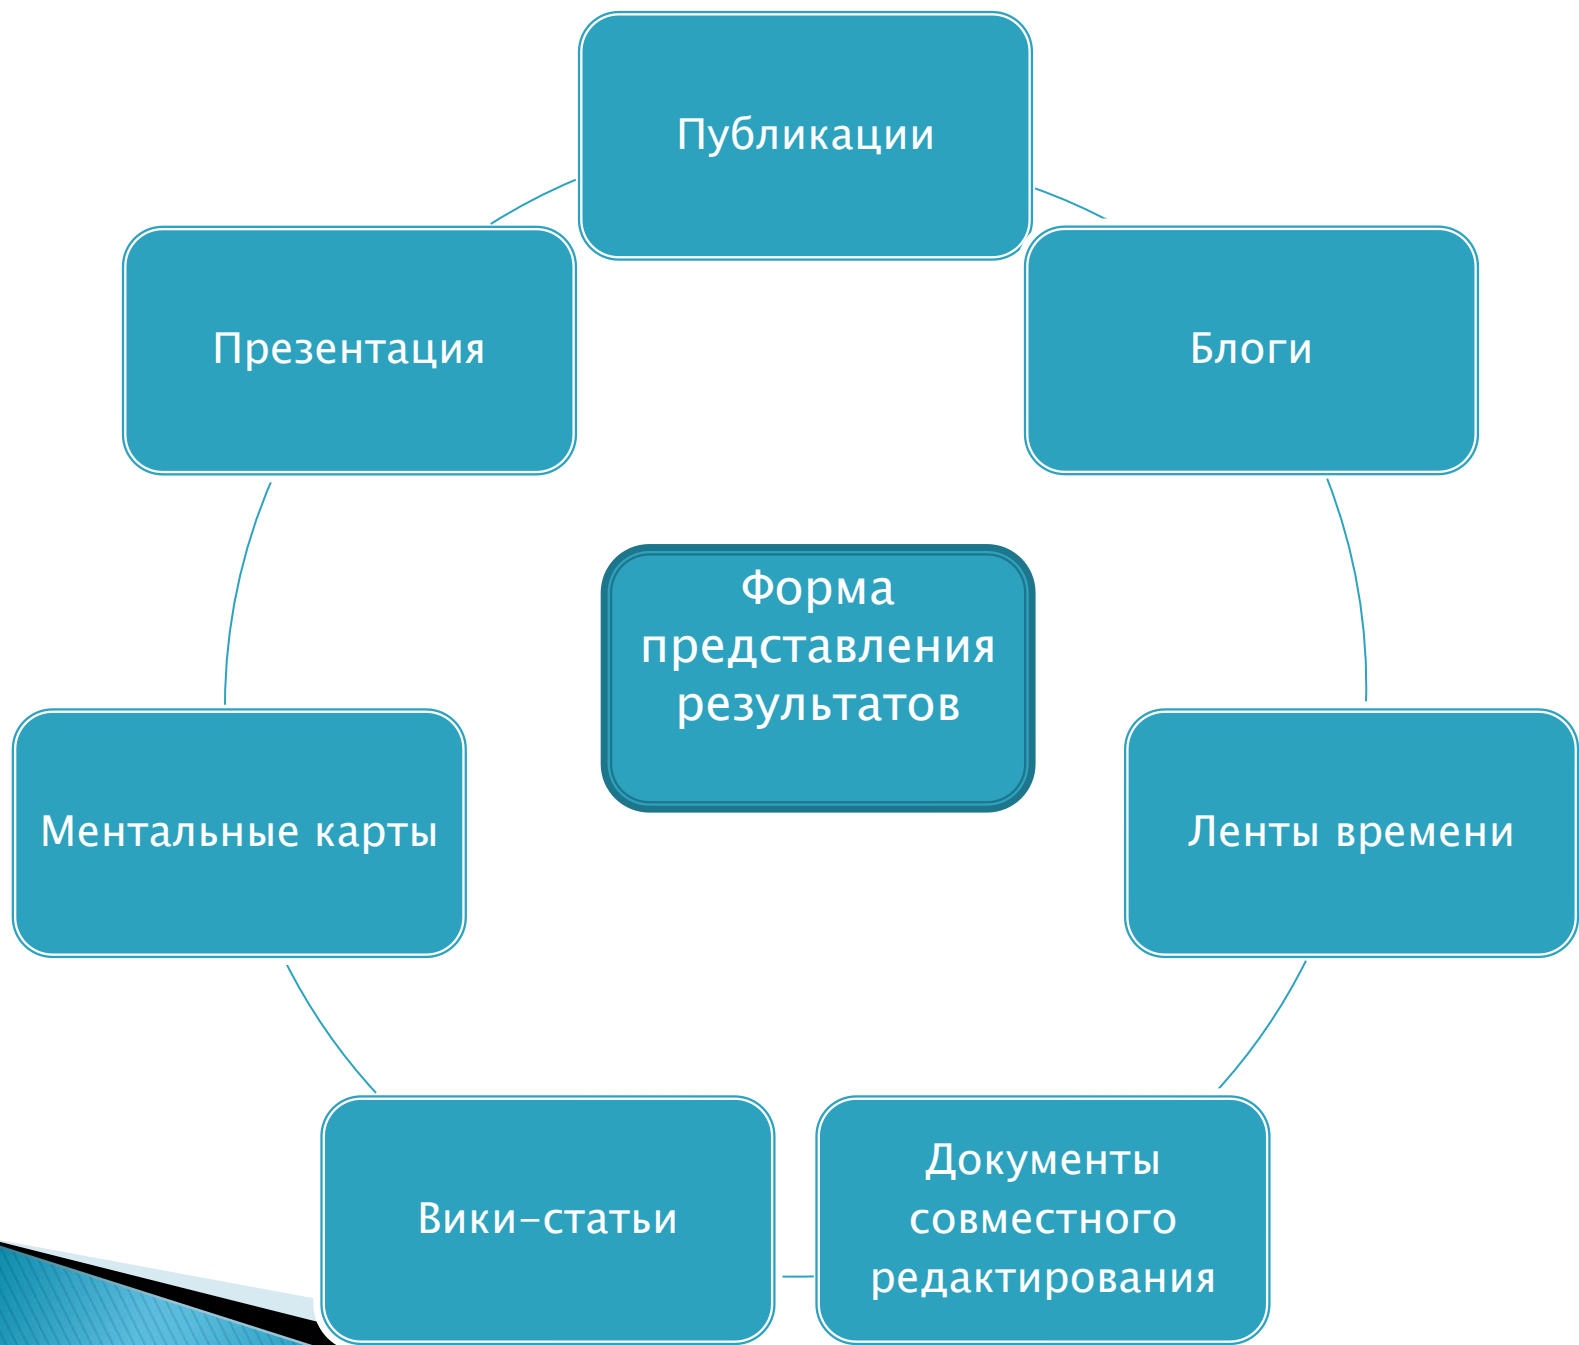 Публикации
Презентация
Блоги
Форма
представления
результатов
Ментальные карты
Ленты времени
Вики-статьи
Документы
совместного
редактирования